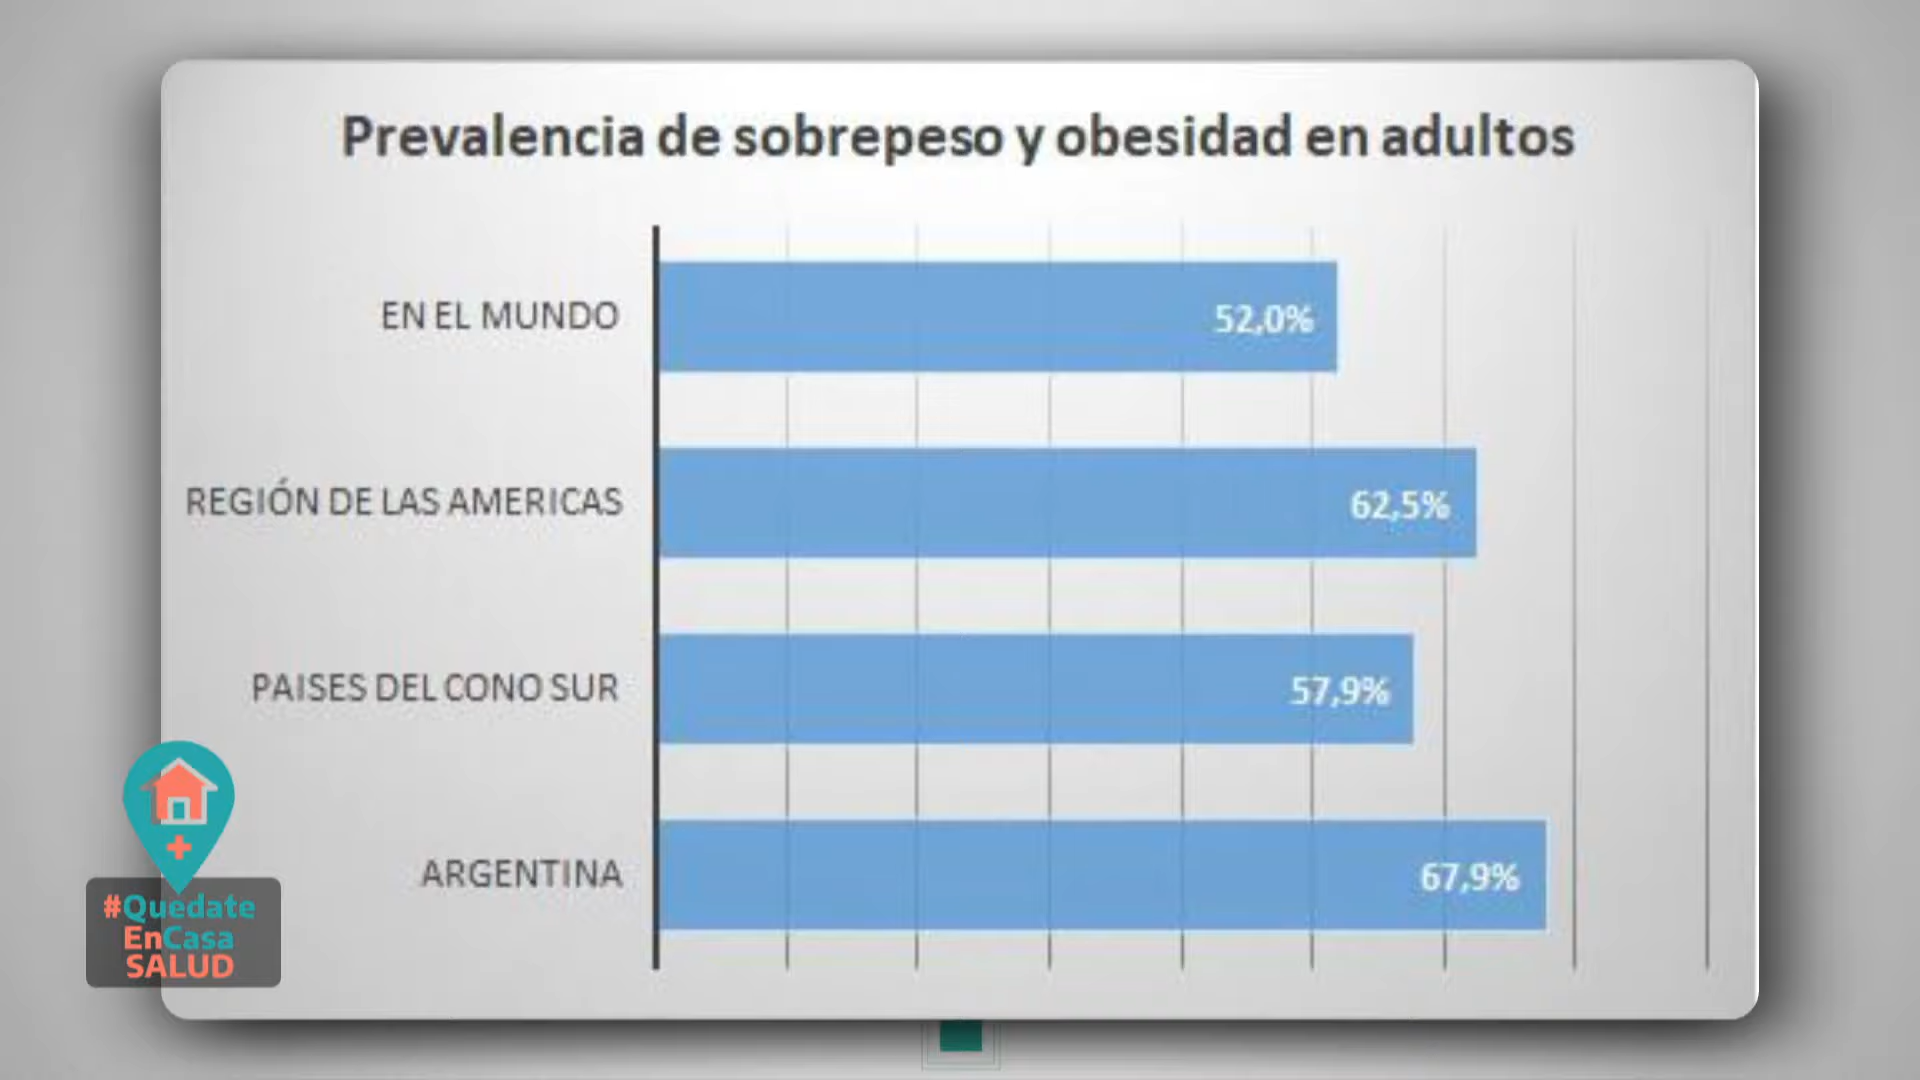 Prevalencia de sobrepeso y obesidad en adultos
EN EL MUNDO
52,0%
REGIÓN DE LAS AMERICAS
62,5%
PAISES DEL CONO SUR
57,9%
ARGENTINA
67,9%
#Quedate
EnCasa
SALUD